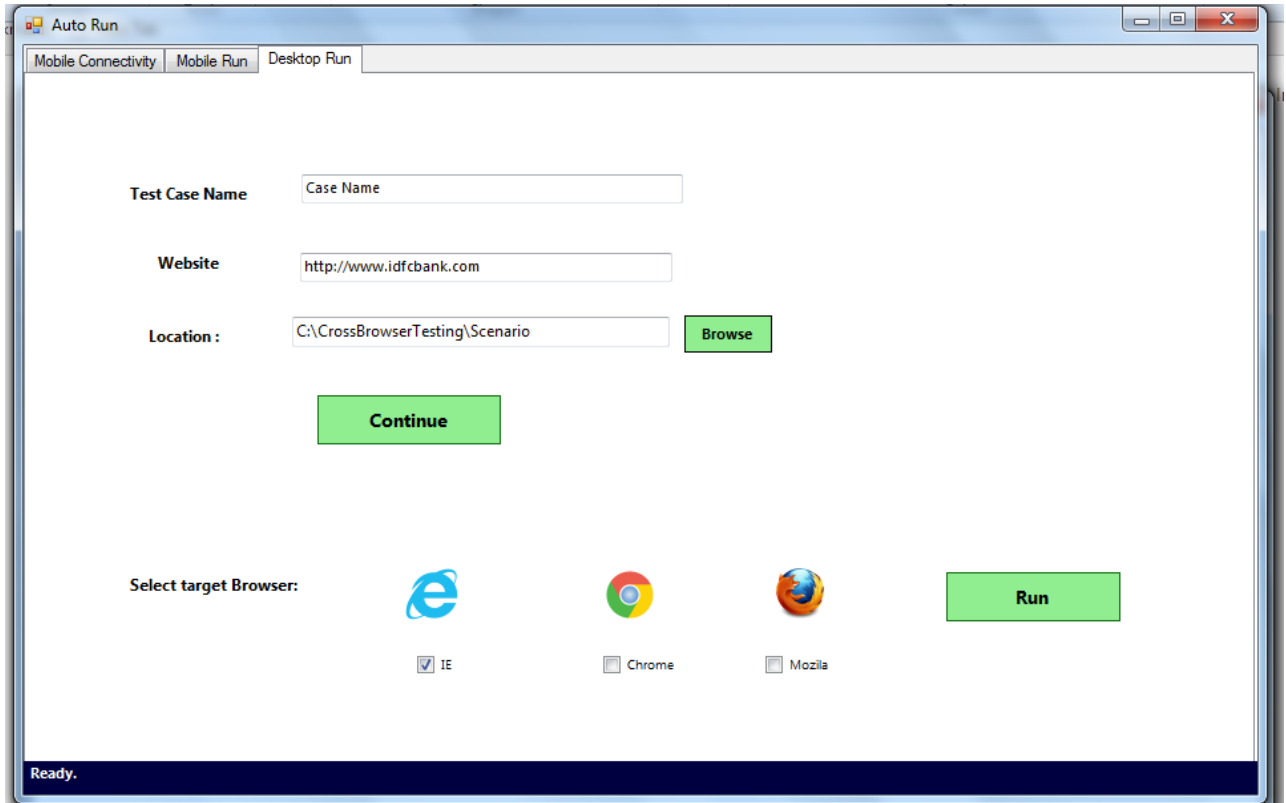 Auto Run
Mobile Connectivity Mobile Run Desktop Run
Test Case Name Case Name
Website http://www.idfcbank.com
Location : C:\CrossBrowserTesting\Scenario Browse
Continue
Select target Browser: Run
IE Chrome Mozila
Ready.